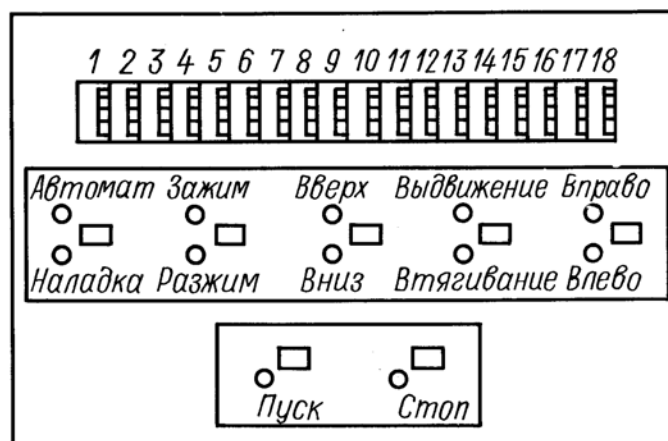 1 2 3 4 5 6 7 8 9 10 11 12 13 14 15 16 17 18
Автомат Зажим Вверх Выдвижение Вправо
Наладка Разжим Вниз Втягивание Влево
Пуск Стоп